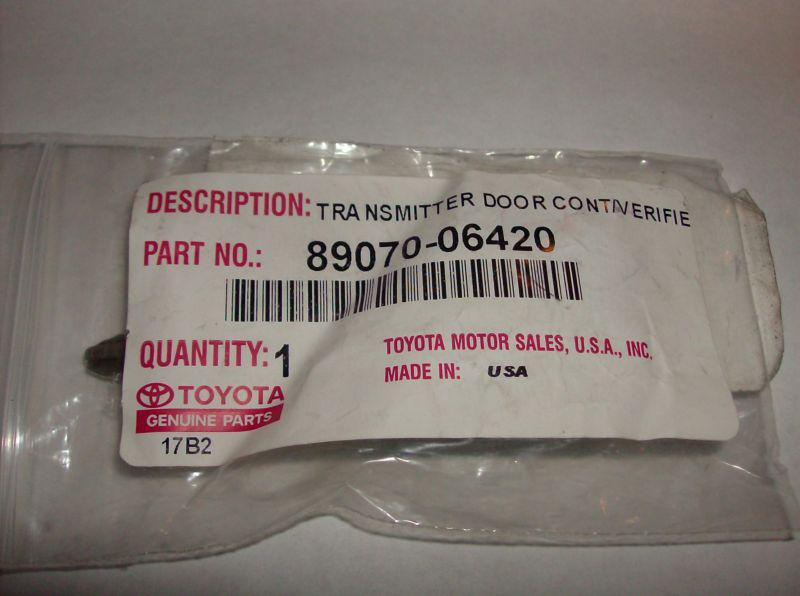 DESCRIPTION: TRANSMITTER DOOR CONT/VERIFIE
PART NO.: 89070-06420
QUANTITY: 1
TOYOTA MOTOR SALES, U.S.A., INC.
MADE IN: USA
TOYOTA
GENUINE PARTS
17B2